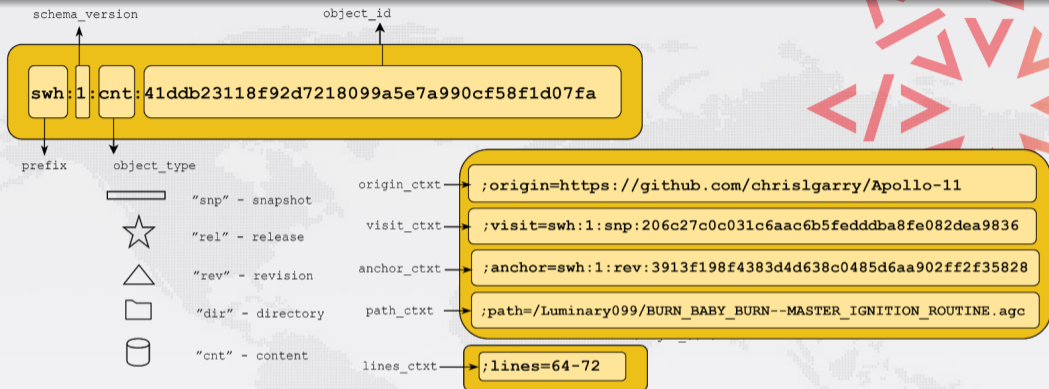 schema_version
object_id
swh:1:cnt:41ddb23118f92d7218099a5e7a990cf58f1d07fa
prefix
object_type
"snp" - snapshot
"rel" - release
"rev" - revision
"dir" - directory
"cnt" - content
origin_ctxt
;origin=https://github.com/chrislgarry/Apollo-11
visit_ctxt
;visit=swh:1:snp:206c27c0c031c6aac6b5fedddba8fe082dea9836
anchor_ctxt
;anchor=swh:1:rev:3913f198f4383d4d638c0485d6aa902ff2f35828
path_ctxt
;path=/Luminary099/BURN_BABY_BURN--MASTER_IGNITION_ROUTINE.agc
lines_ctxt
;lines=64-72